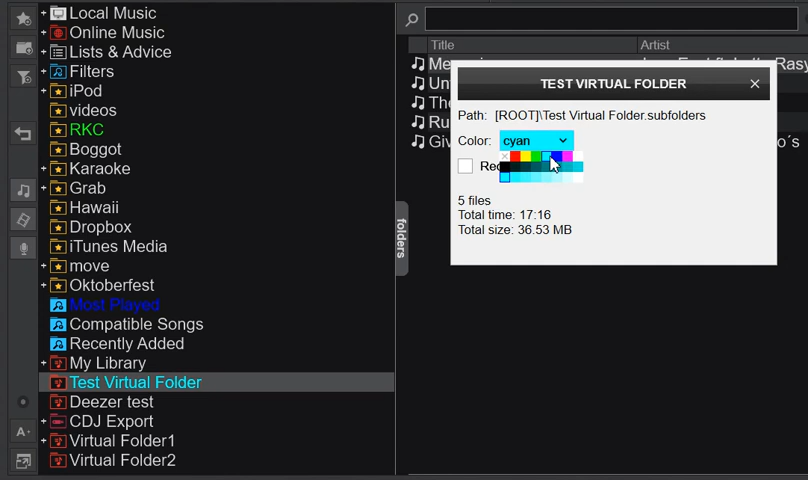 Local Music
Online Music
Lists & Advice
Filters
iPod
videos
RKC
Boggot
Karaoke
Grab
Hawaii
Dropbox
iTunes Media
move
Oktoberfest
Most Played
Compatible Songs
Recently Added
My Library
Test Virtual Folder
Deezer test
CDJ Export
Virtual Folder1
Virtual Folder2
A+
folders
Title Artist
TEST VIRTUAL FOLDER
Path: [ROOT]\Test Virtual Folder.subfolders
Color: cyan
5 files
Total time: 17:16
Total size: 36.53 MB